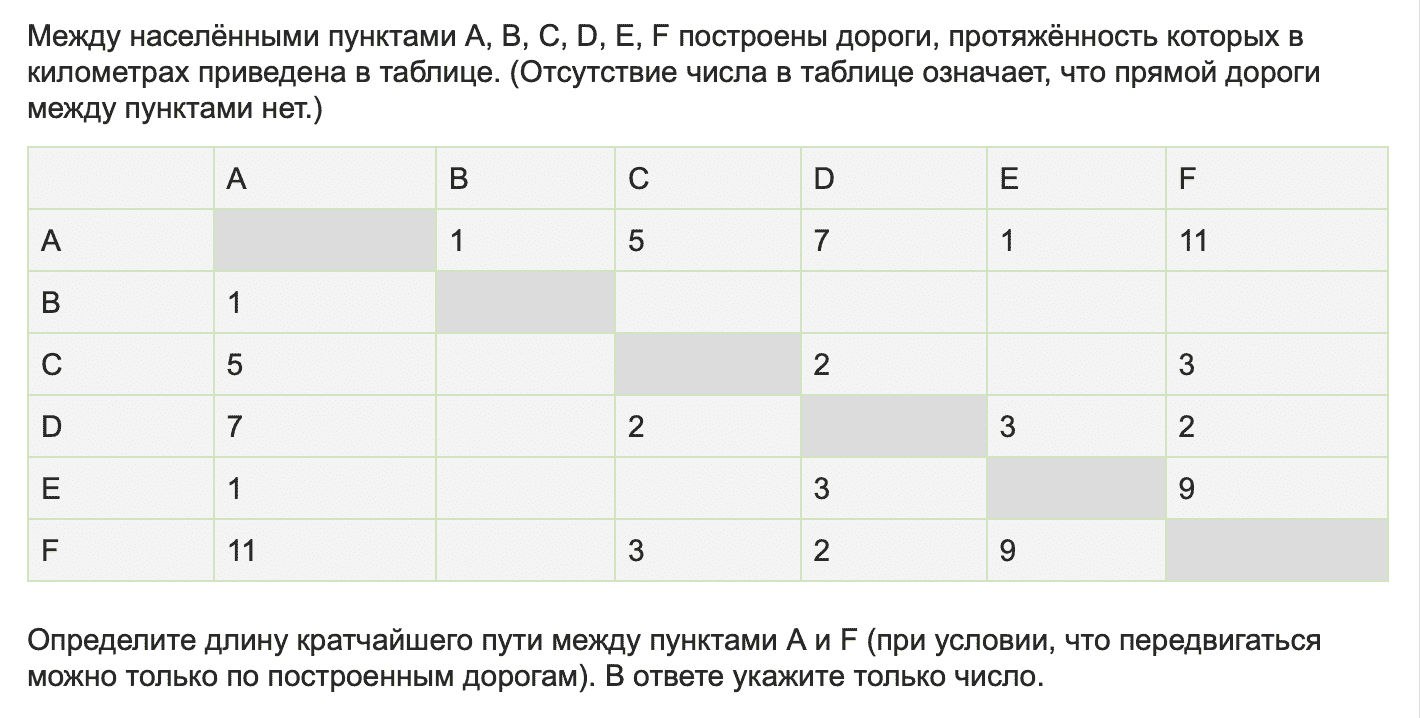 Между населёнными пунктами A, B, C, D, E, F построены дороги, протяжённость которых в
километрах приведена в таблице. (Отсутствие числа в таблице означает, что прямой дороги
между пунктами нет.)
A B C D E F
A 1 5 7 1 11
B 1
C 5 2 3
D 7 2 3 2
E 1 3 9
F 11 3 2 9
Определите длину кратчайшего пути между пунктами A и F (при условии, что передвигаться
можно только по построенным дорогам). В ответе укажите только число.